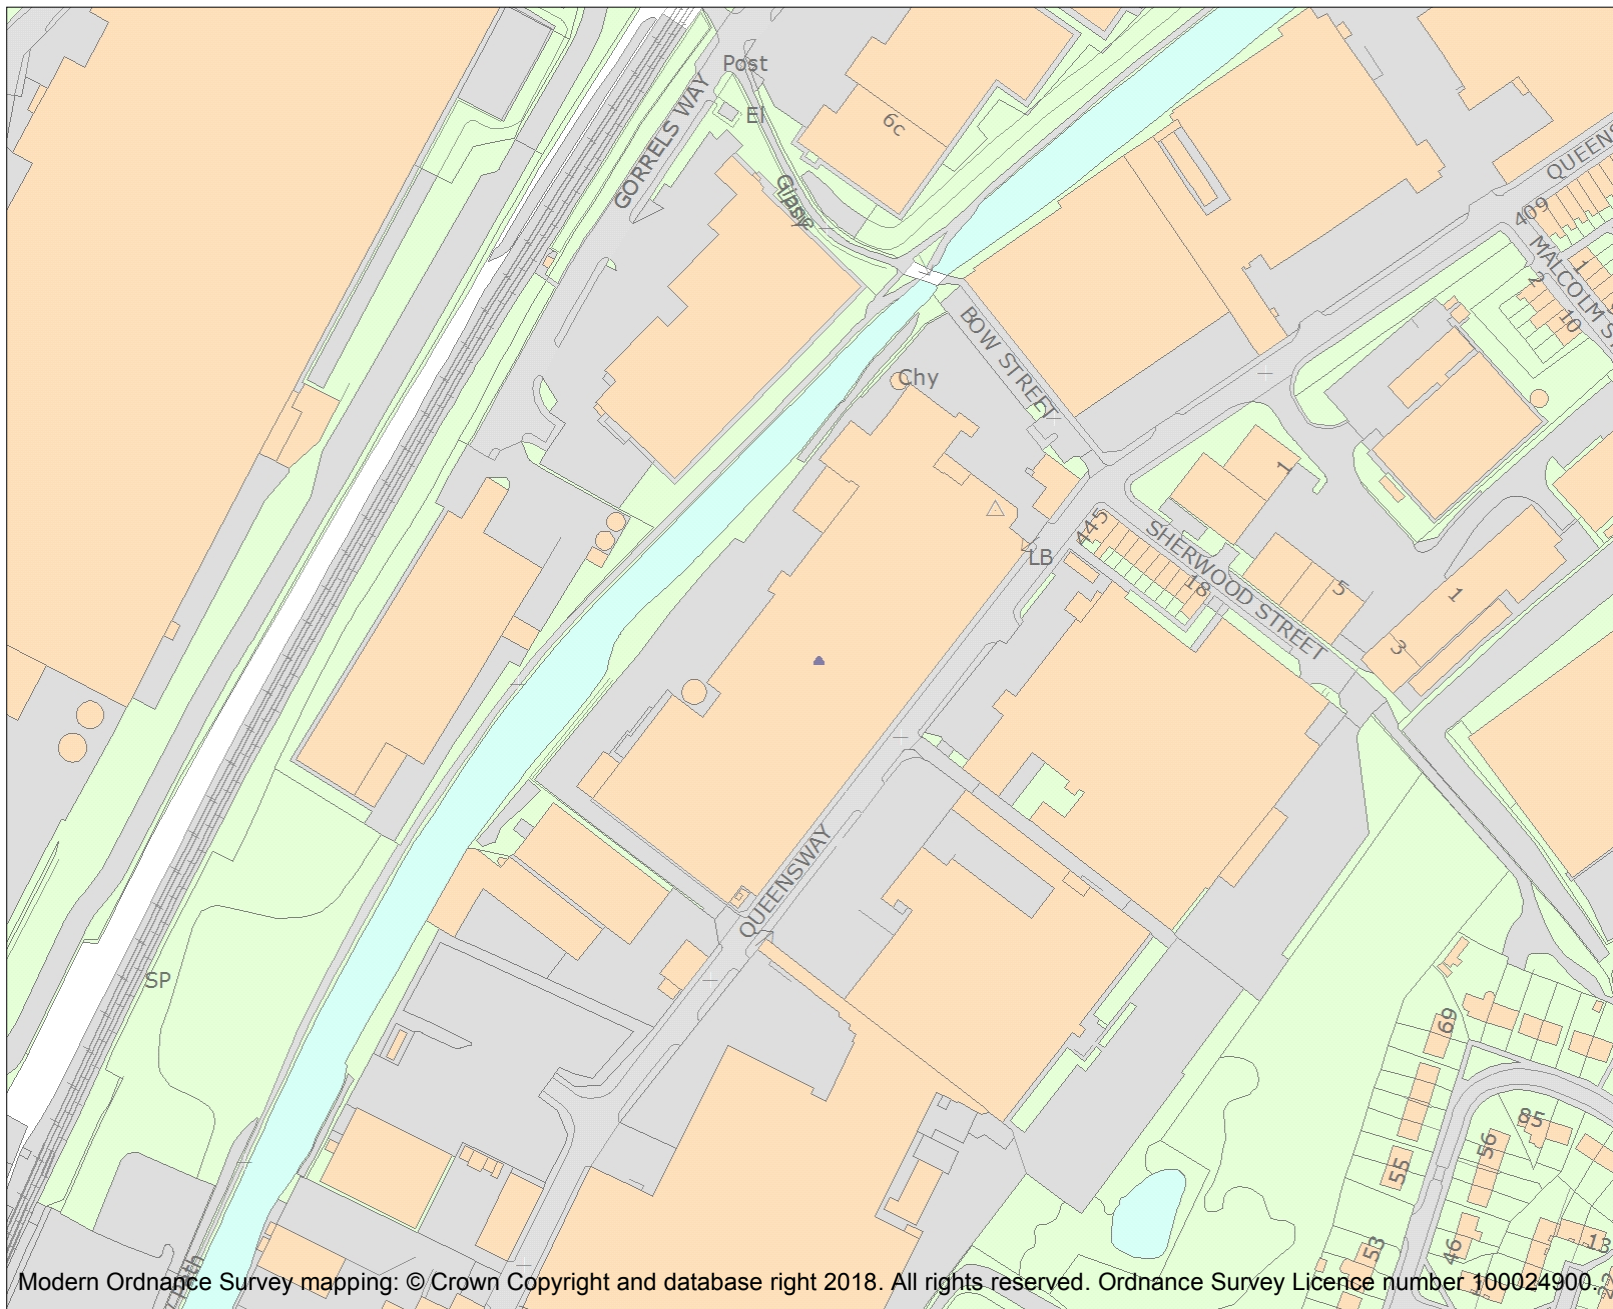 Post
GORRELS WAY
El
6c
QUEENS
409
MALCOLM S
1
2
10
BOW STREET
Chy
1
445
LB
SHERWOOD STREET
18
5
1
3
QUEENSWAY
SP
69
85
56
55
53
46
13
Modern Ordnance Survey mapping: © Crown Copyright and database right 2018. All rights reserved. Ordnance Survey Licence number 100024900.